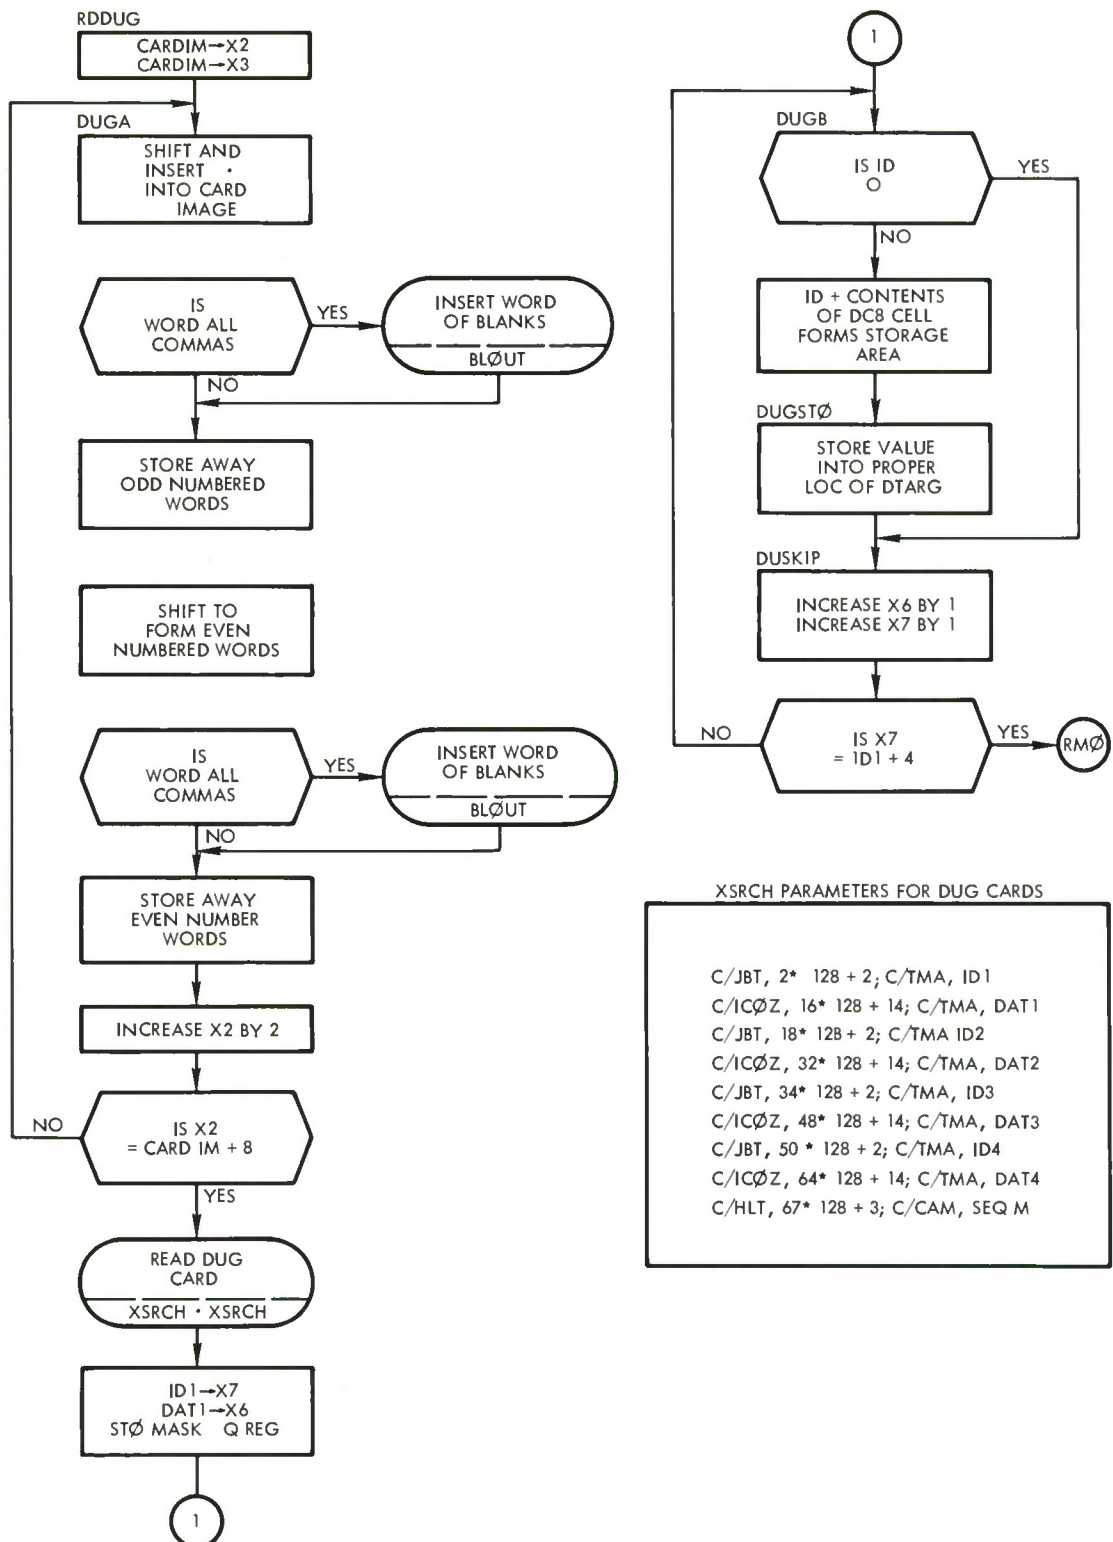 RDDUG
CARDIM→X2
CARDIM→X3
DUGA
SHIFT AND
INSERT ·
INTO CARD
IMAGE
IS
WORD ALL
COMMAS
YES
INSERT WORD
OF BLANKS
BLØUT
NO
STORE AWAY
ODD NUMBERED
WORDS
SHIFT TO
FORM EVEN
NUMBERED WORDS
IS
WORD ALL
COMMAS
YES
INSERT WORD
OF BLANKS
BLØUT
NO
STORE AWAY
EVEN NUMBER
WORDS
INCREASE X2 BY 2
NO
IS X2
= CARD IM + 8
YES
READ DUG
CARD
XSRCH · XSRCH
ID1→X7
DAT1→X6
STØ MASK Q REG
1
1
DUGB
IS ID
O
YES
NO
ID + CONTENTS
OF DC8 CELL
FORMS STORAGE
AREA
DUGSTØ
STORE VALUE
INTO PROPER
LOC OF DTARG
DUSKIP
INCREASE X6 BY 1
INCREASE X7 BY 1
NO
IS X7
= ID1 + 4
YES
RMØ
XSRCH PARAMETERS FOR DUG CARDS
C/JBT, 2* 128 + 2; C/TMA, ID1
C/ICØZ, 16* 128 + 14; C/TMA, DAT1
C/JBT, 18* 128 + 2; C/TMA ID2
C/ICØZ, 32* 128 + 14; C/TMA, DAT2
C/JBT, 34* 128 + 2; C/TMA, ID3
C/ICØZ, 48* 128 + 14; C/TMA, DAT3
C/JBT, 50 * 128 + 2; C/TMA, ID4
C/ICØZ, 64* 128 + 14; C/TMA, DAT4
C/HLT, 67* 128 + 3; C/CAM, SEQ M